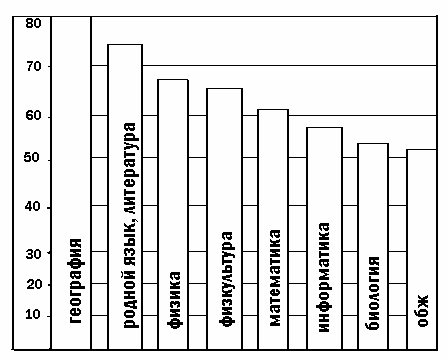 80
70
60
50
40
30
20
10
география
родной язык, литература
физика
физкультура
математика
информатика
биология
обж